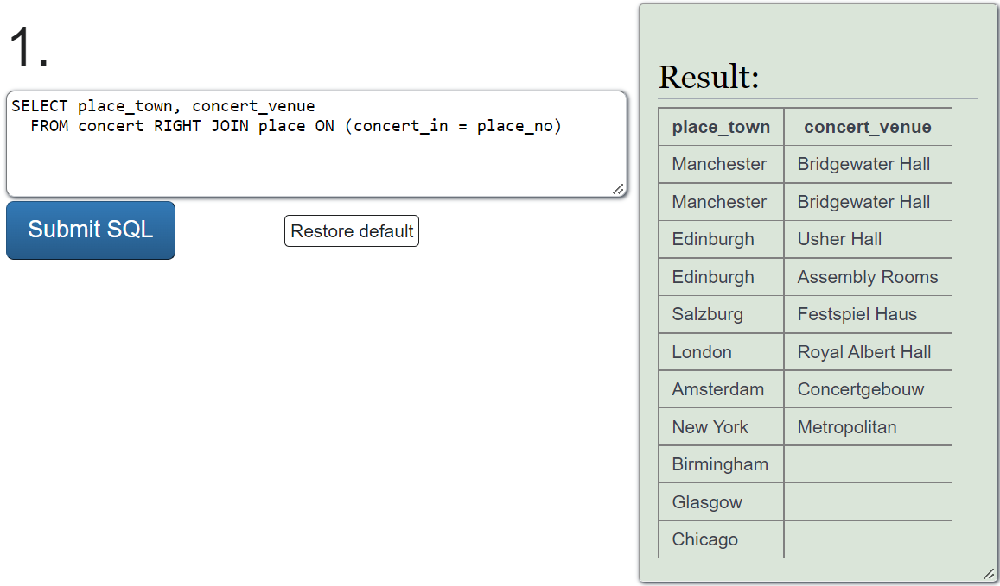 1.
SELECT place_town, concert_venue
FROM concert RIGHT JOIN place ON (concert_in = place_no)
Submit SQL
Restore default
Result:
place_town concert_venue
Manchester Bridgewater Hall
Manchester Bridgewater Hall
Edinburgh Usher Hall
Edinburgh Assembly Rooms
Salzburg Festspiel Haus
London Royal Albert Hall
Amsterdam Concertgebouw
New York Metropolitan
Birmingham
Glasgow
Chicago